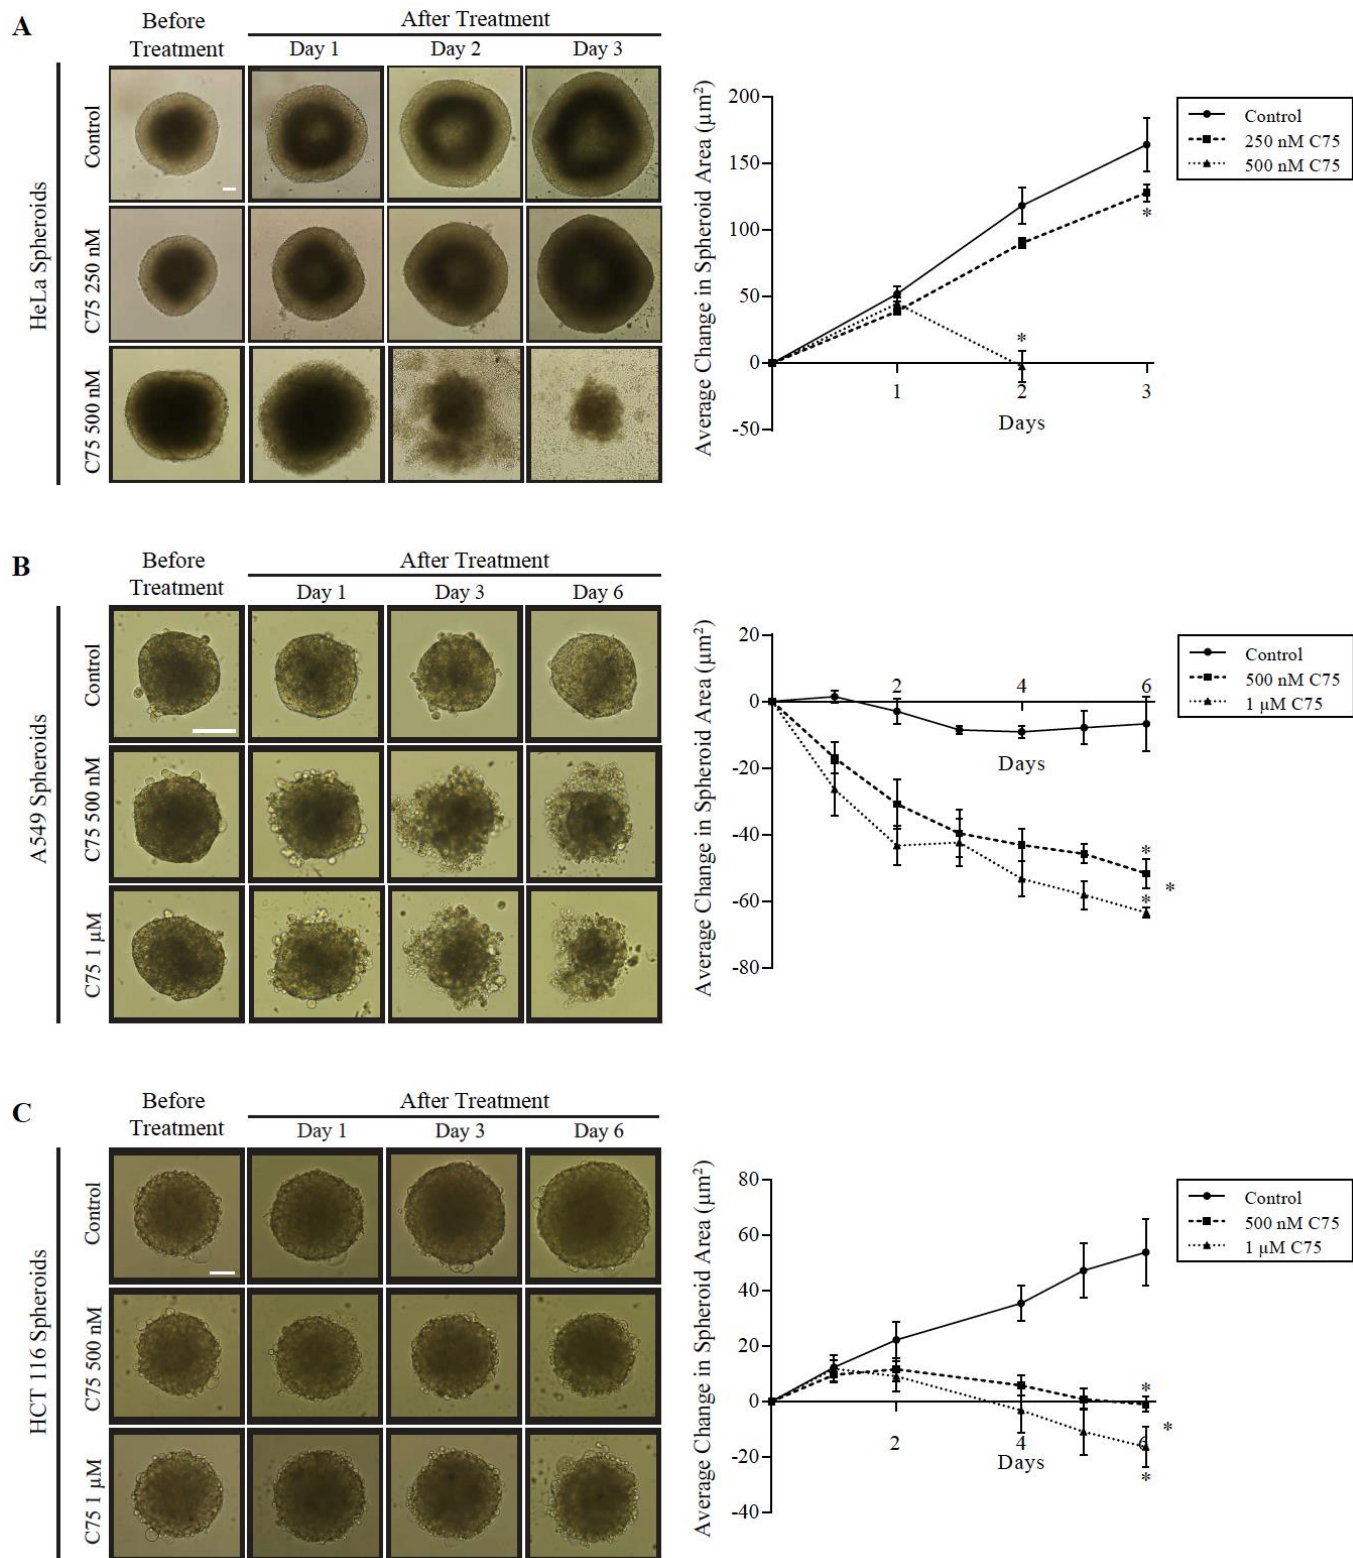 A
Before
Treatment
After Treatment
Day 1
Day 2
Day 3
HeLa Spheroids
Control
C75 250 nM
C75 500 nM
Average Change in Spheroid Area (µm²)
200
150
100
50
0
-50
1
2
3
Days
*
*
Control
250 nM C75
500 nM C75
B
Before
Treatment
After Treatment
Day 1
Day 3
Day 6
A549 Spheroids
Control
C75 500 nM
C75 1 µM
Average Change in Spheroid Area (µm²)
20
0
-20
-40
-60
-80
2
4
6
Days
*
*
*
Control
500 nM C75
1 µM C75
C
Before
Treatment
After Treatment
Day 1
Day 3
Day 6
HCT 116 Spheroids
Control
C75 500 nM
C75 1 µM
Average Change in Spheroid Area (µm²)
80
60
40
20
0
-20
-40
2
4
6
Days
*
*
*
Control
500 nM C75
1 µM C75